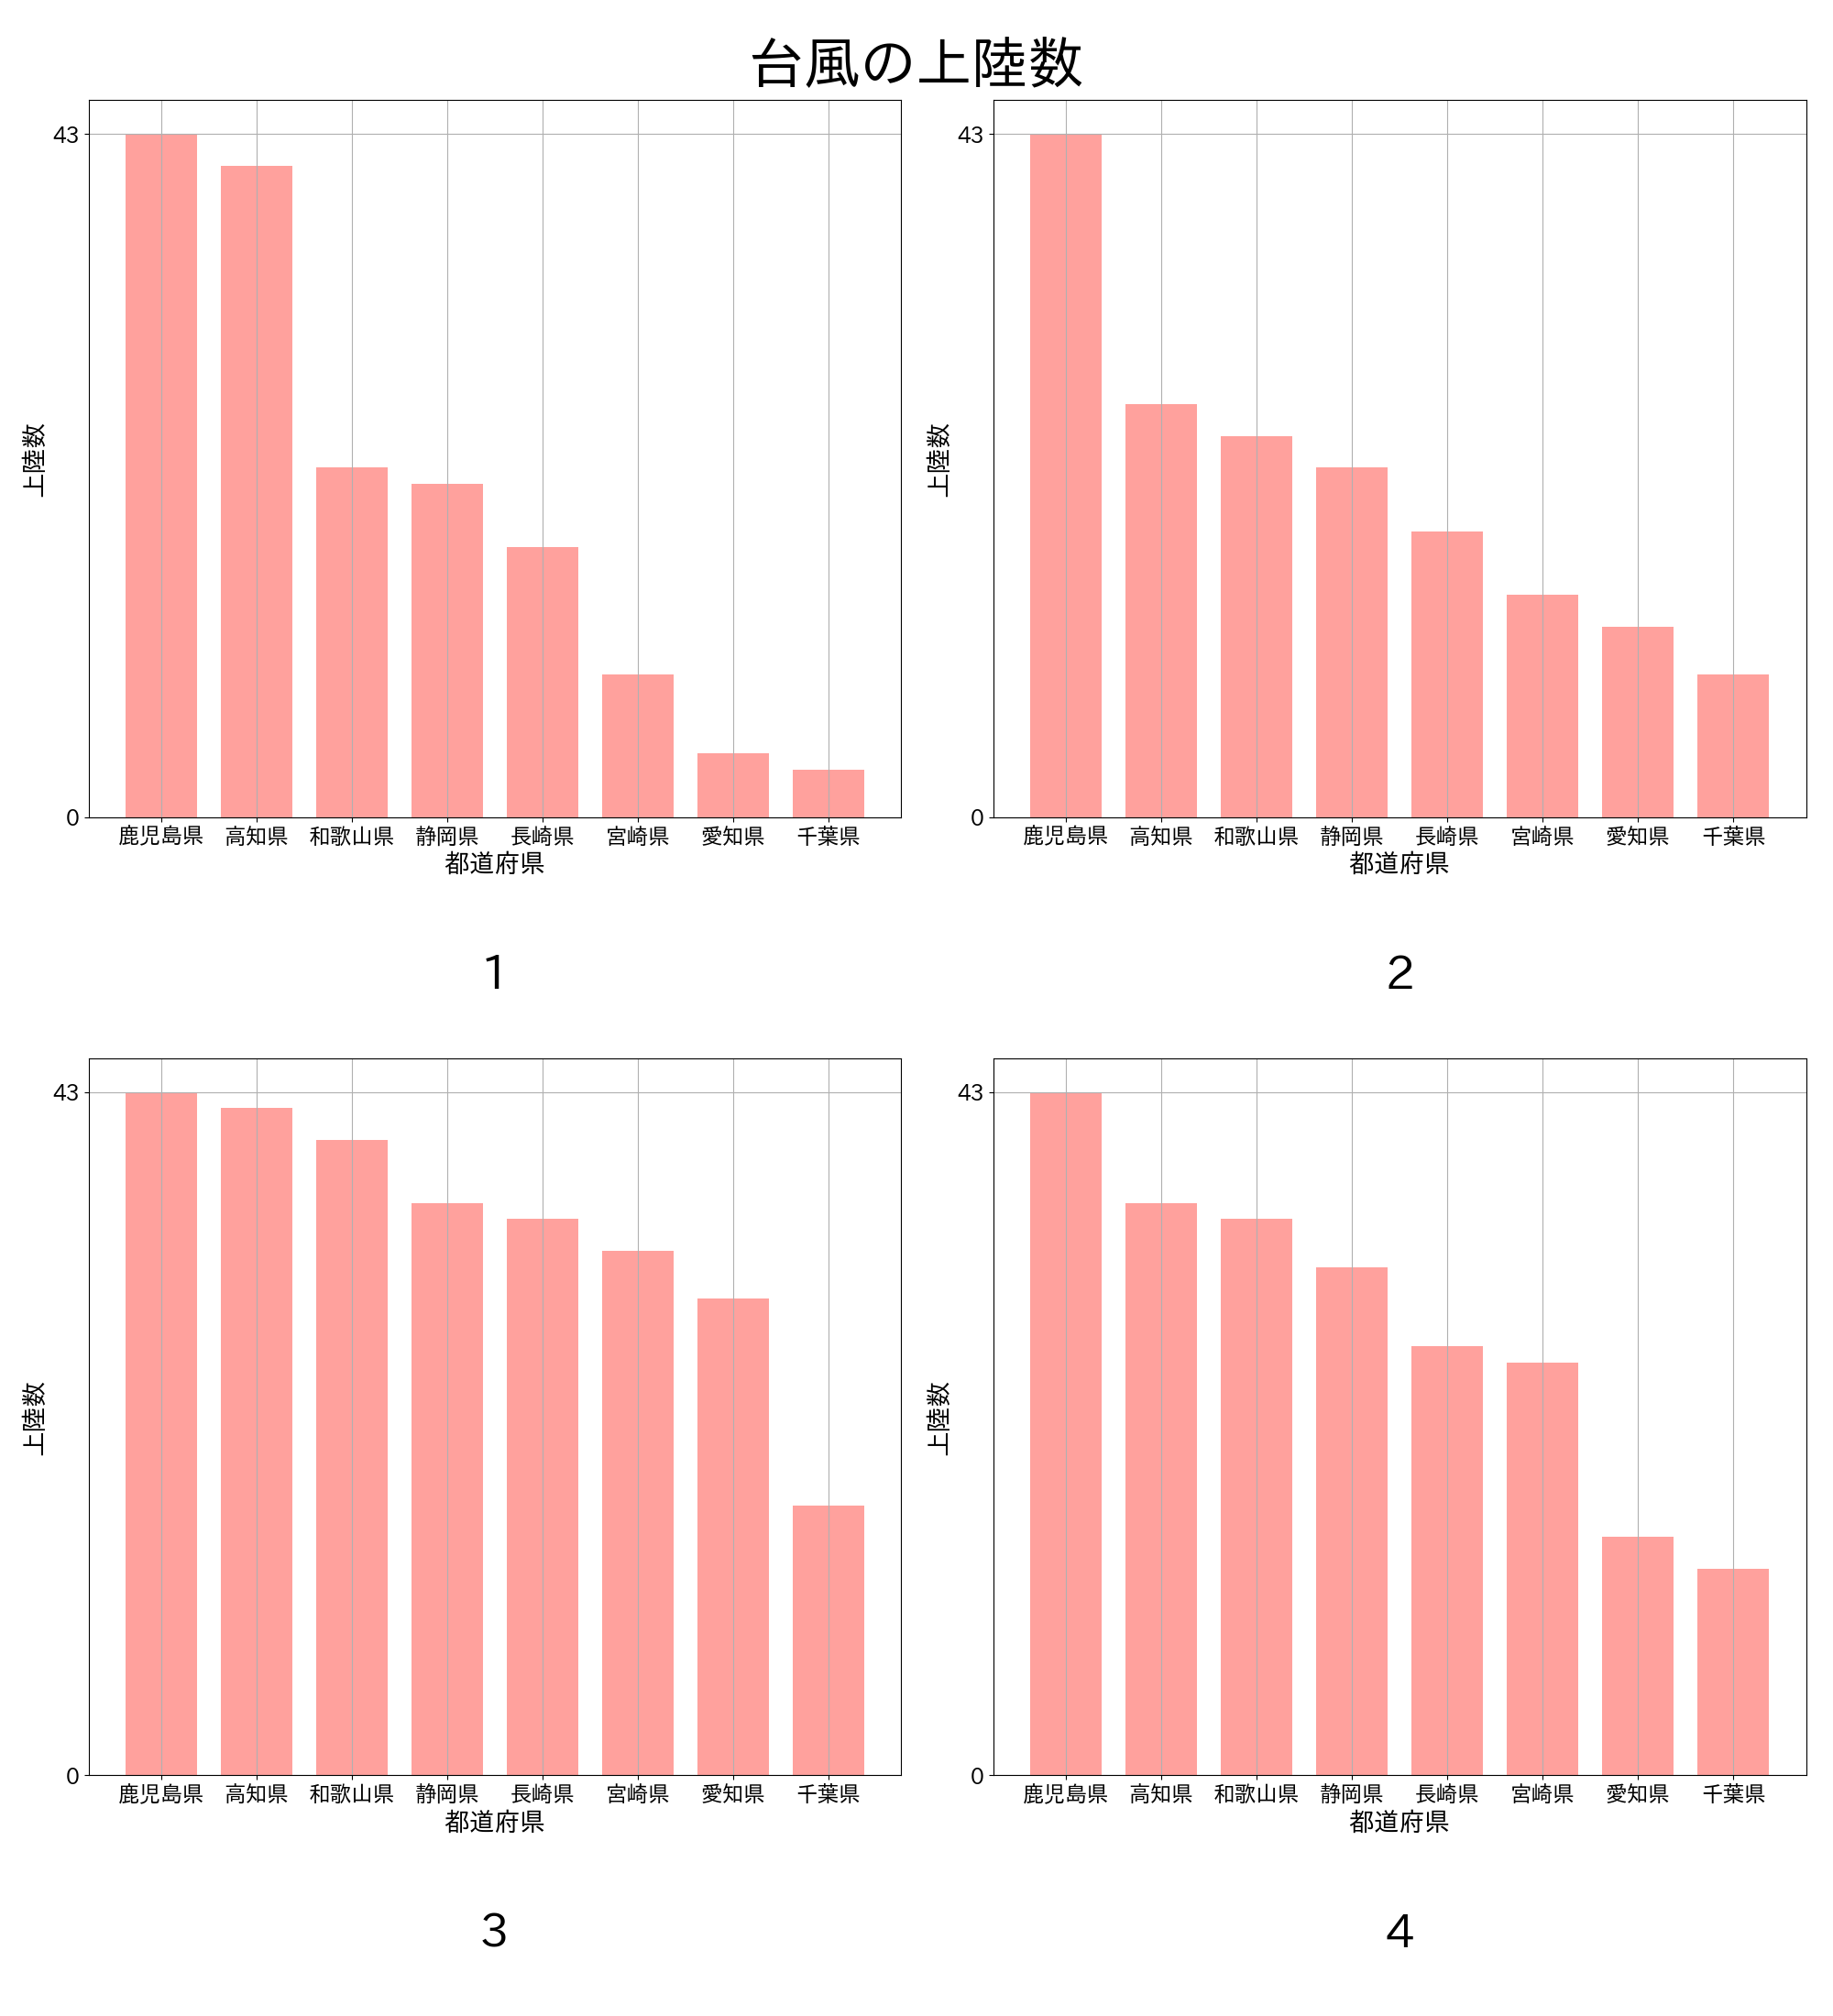 台風の上陸数
43
0
上陸数
鹿児島県 高知県 和歌山県 静岡県 長崎県 宮崎県 愛知県 千葉県
都道府県
1
43
0
上陸数
鹿児島県 高知県 和歌山県 静岡県 長崎県 宮崎県 愛知県 千葉県
都道府県
2
43
0
上陸数
鹿児島県 高知県 和歌山県 静岡県 長崎県 宮崎県 愛知県 千葉県
都道府県
3
43
0
上陸数
鹿児島県 高知県 和歌山県 静岡県 長崎県 宮崎県 愛知県 千葉県
都道府県
4